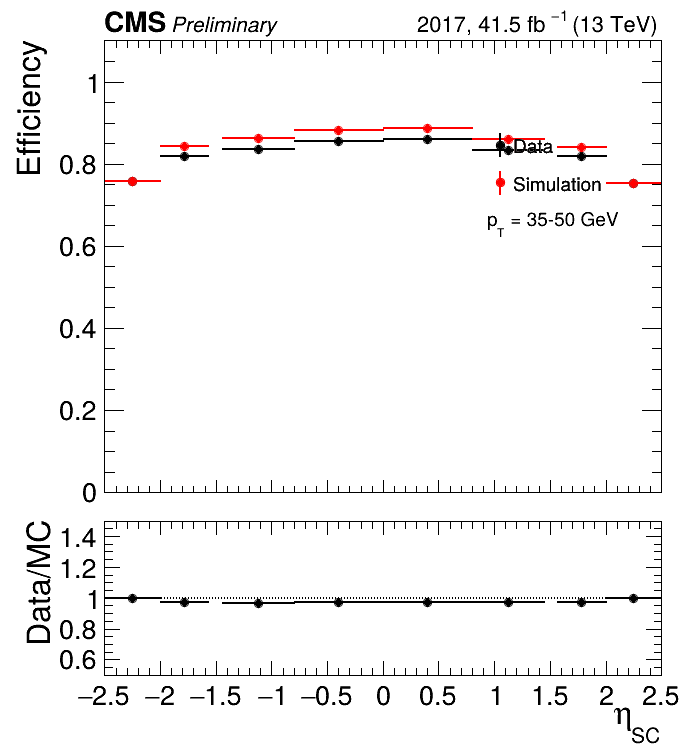 CMS Preliminary 2017, 41.5 fb⁻¹ (13 TeV)
Efficiency
1
0.8
0.6
0.4
0.2
0
Data
Simulation
p_T = 35-50 GeV
Data/MC
1.4
1.2
1
0.8
0.6
−2.5 −2 −1.5 −1 −0.5 0 0.5 1 1.5 2 2.5
η_SC